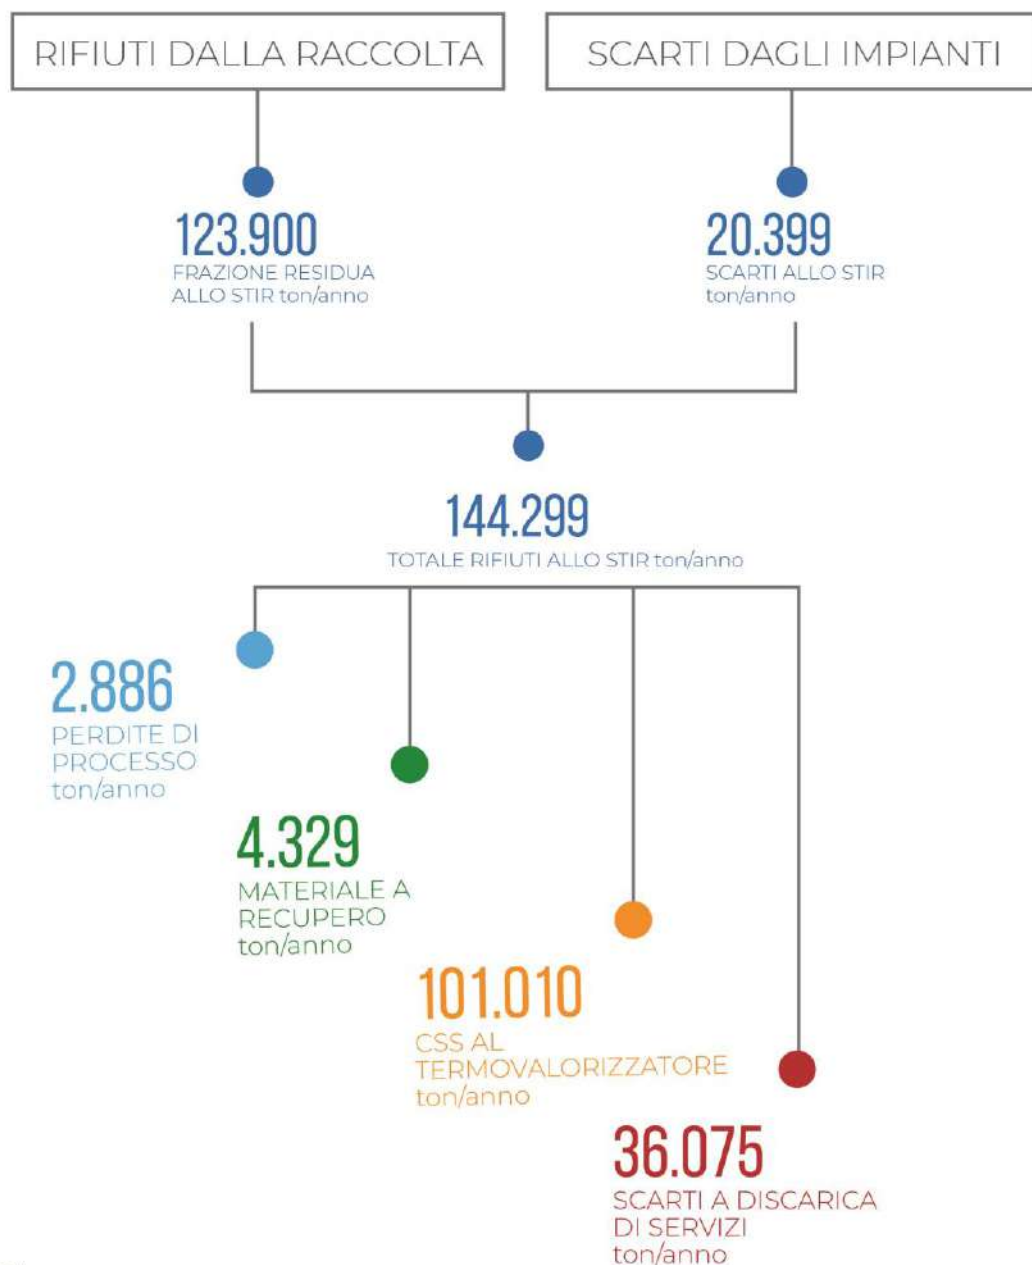 RIFIUTI DALLA RACCOLTA
SCARTI DAGLI IMPIANTI
123.900
FRAZIONE RESIDUA
ALLO STIR ton/anno
20.399
SCARTI ALLO STIR
ton/anno
144.299
TOTALE RIFIUTI ALLO STIR ton/anno
2.886
PERDITE DI
PROCESSO
ton/anno
4.329
MATERIALE A
RECUPERO
ton/anno
101.010
CSS AL
TERMOVALORIZZATORE
ton/anno
36.075
SCARTI A DISCARICA
DI SERVIZI
ton/anno